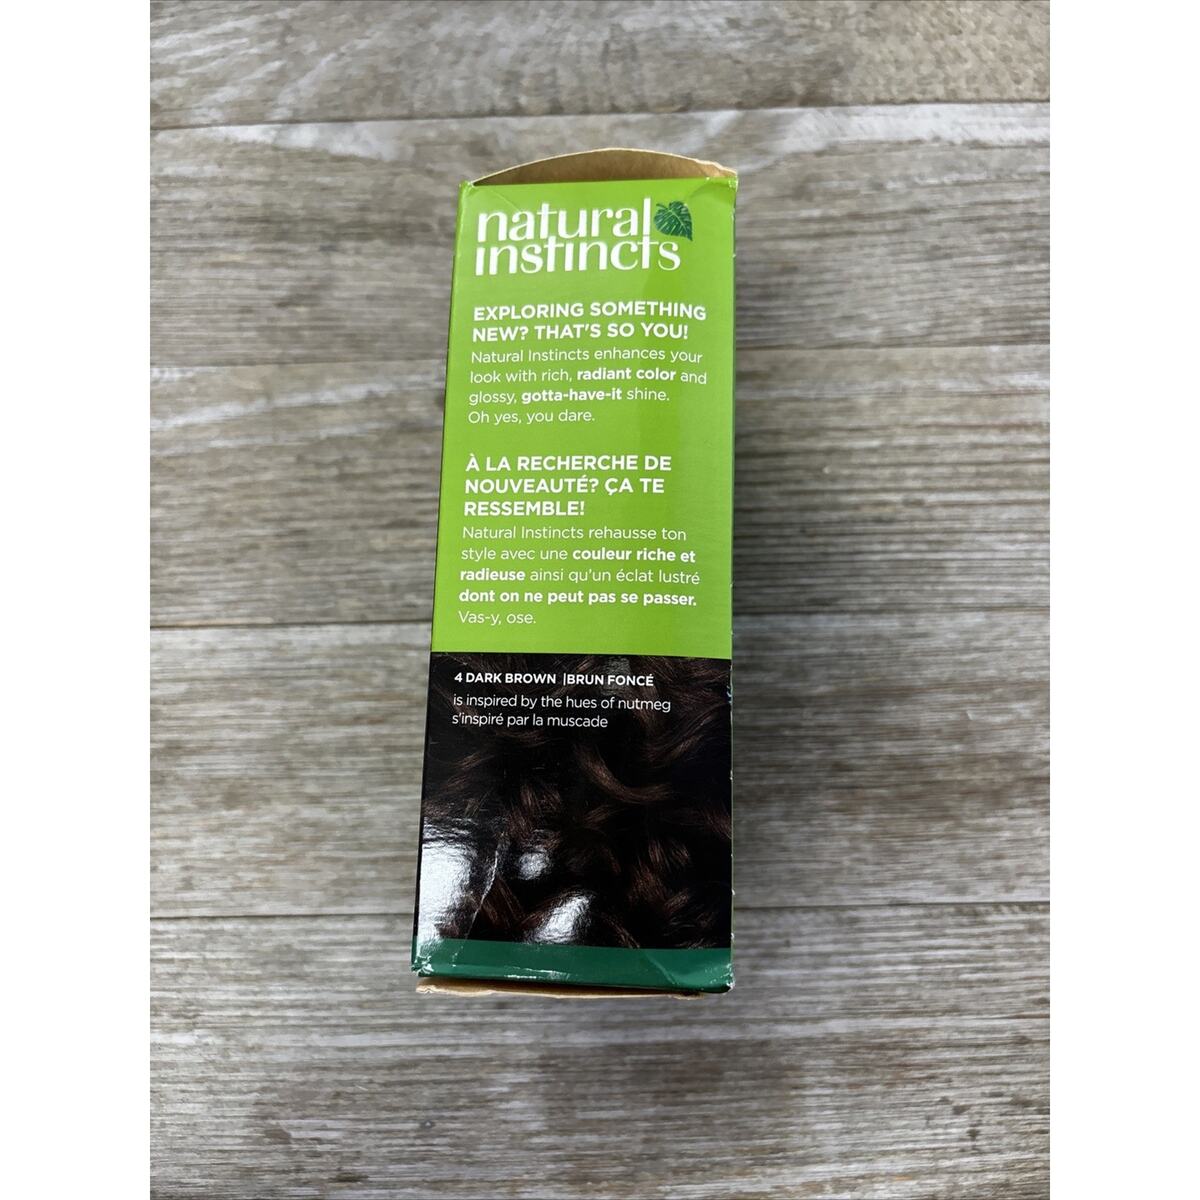 natural
instincts
EXPLORING SOMETHING
NEW? THAT'S SO YOU!
Natural Instincts enhances your
look with rich, radiant color and
glossy, gotta-have-it shine.
Oh yes, you dare.
À LA RECHERCHE DE
NOUVEAUTÉ? ÇA TE
RESSEMBLE!
Natural Instincts rehausse ton
style avec une couleur riche et
radieuse ainsi qu'un éclat lustré
dont on ne peut pas se passer.
Vas-y, ose.
4 DARK BROWN |BRUN FONCÉ
is inspired by the hues of nutmeg
s'inspiré par la muscade